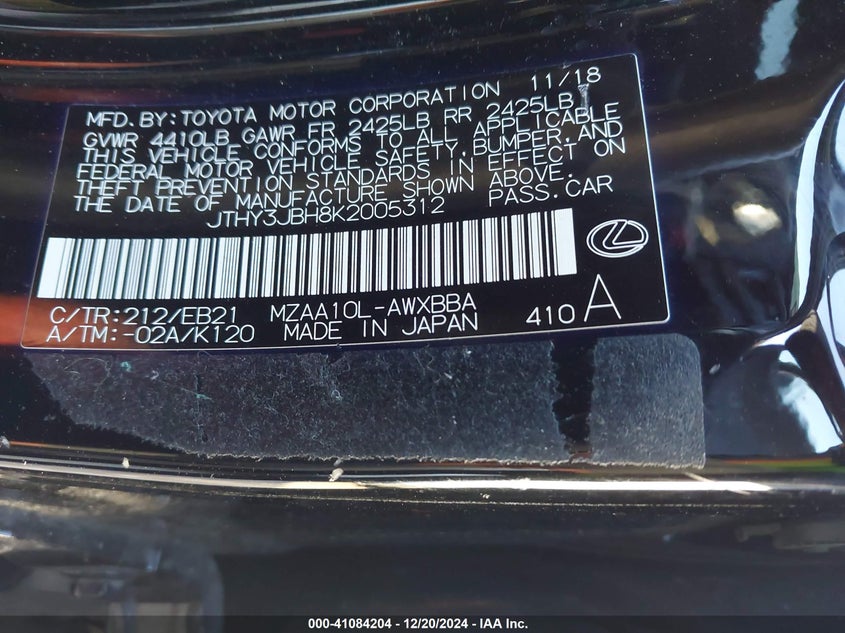 MFD. BY: TOYOTA MOTOR CORPORATION 11/18
GVWR 4410LB GAWR FR 2425LB RR 2425LB
THIS VEHICLE CONFORMS TO ALL APPLICABLE
FEDERAL MOTOR VEHICLE SAFETY, BUMPER, AND
THEFT PREVENTION STANDARDS IN EFFECT ON
THE DATE OF MANUFACTURE SHOWN ABOVE.
JTHY3JBH8K2005312 PASS. CAR
C/TR: 212/EB21 MZAA10L-AWXBBA
A/TM: -02A/K120 MADE IN JAPAN 410 A
000-41084204 - 12/20/2024 - IAA Inc.